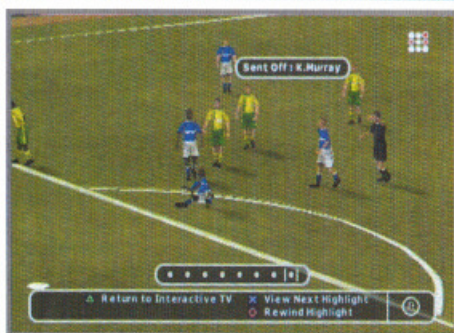 Sent Off : K.Murray
Return to Interactive TV
View Next Highlight
Rewind Highlight